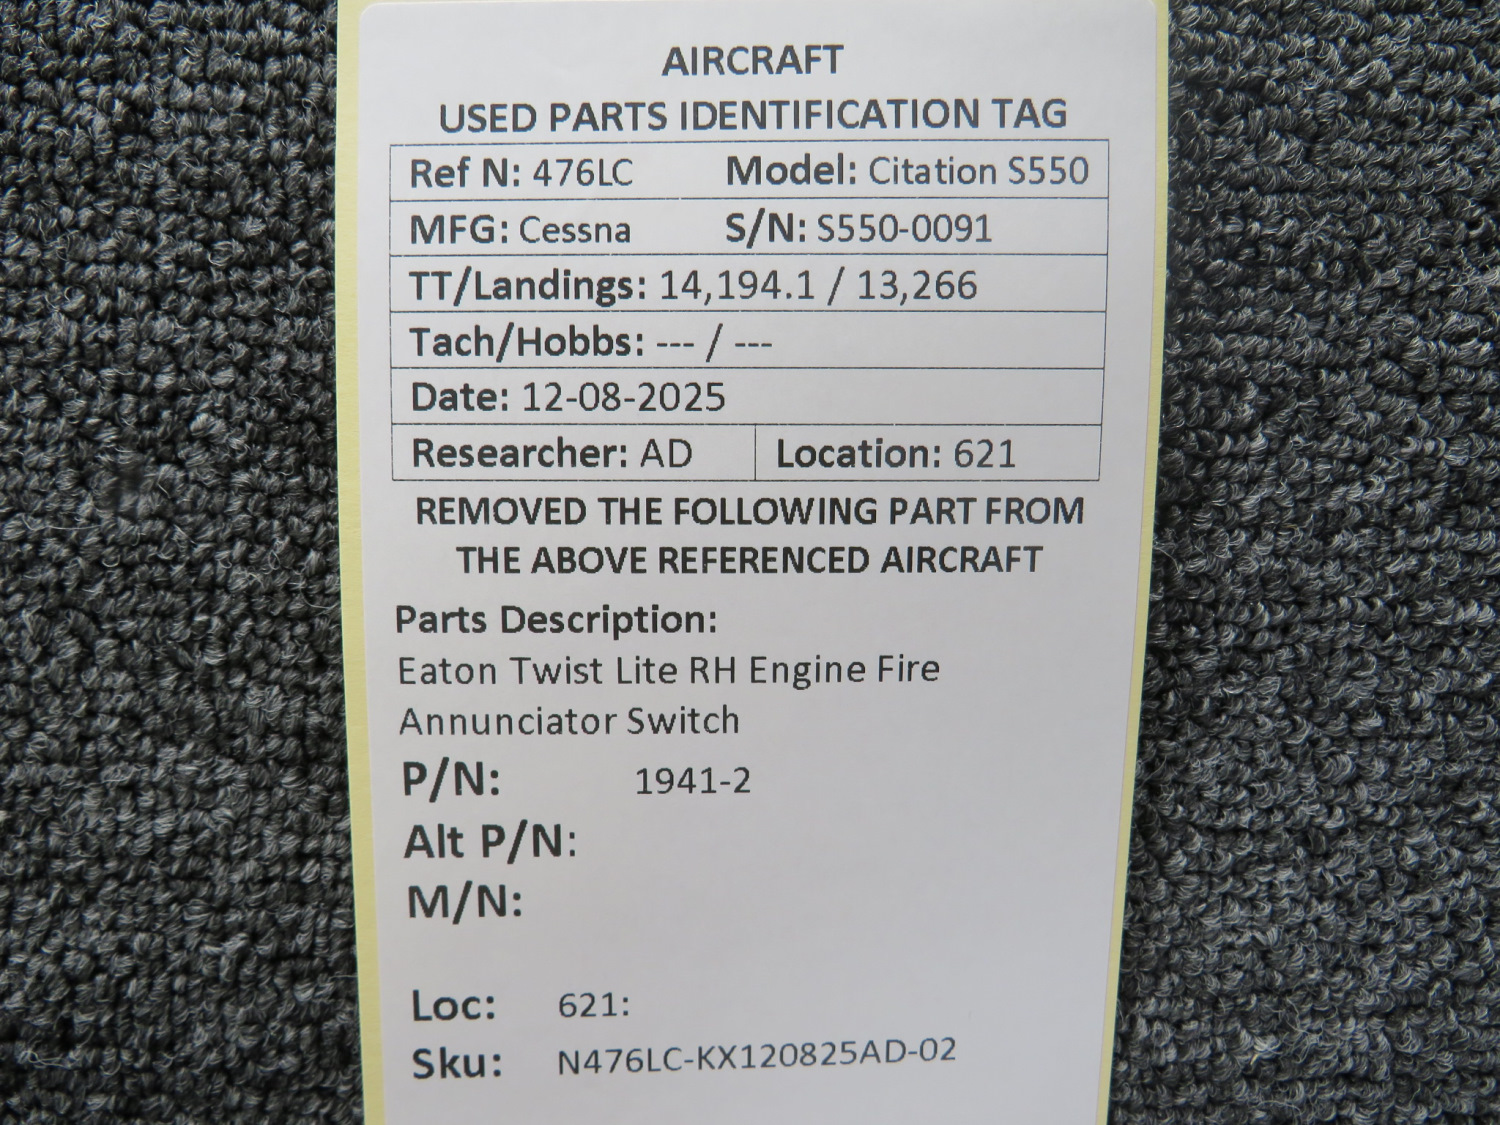 AIRCRAFT
USED PARTS IDENTIFICATION TAG
Ref N: 476LC Model: Citation S550
MFG: Cessna S/N: S550-0091
TT/Landings: 14,194.1 / 13,266
Tach/Hobbs: --- / ---
Date: 12-08-2025
Researcher: AD Location: 621
REMOVED THE FOLLOWING PART FROM
THE ABOVE REFERENCED AIRCRAFT
Parts Description:
Eaton Twist Lite RH Engine Fire
Annunciator Switch
P/N: 1941-2
Alt P/N:
M/N:
Loc: 621:
Sku: N476LC-KX120825AD-02